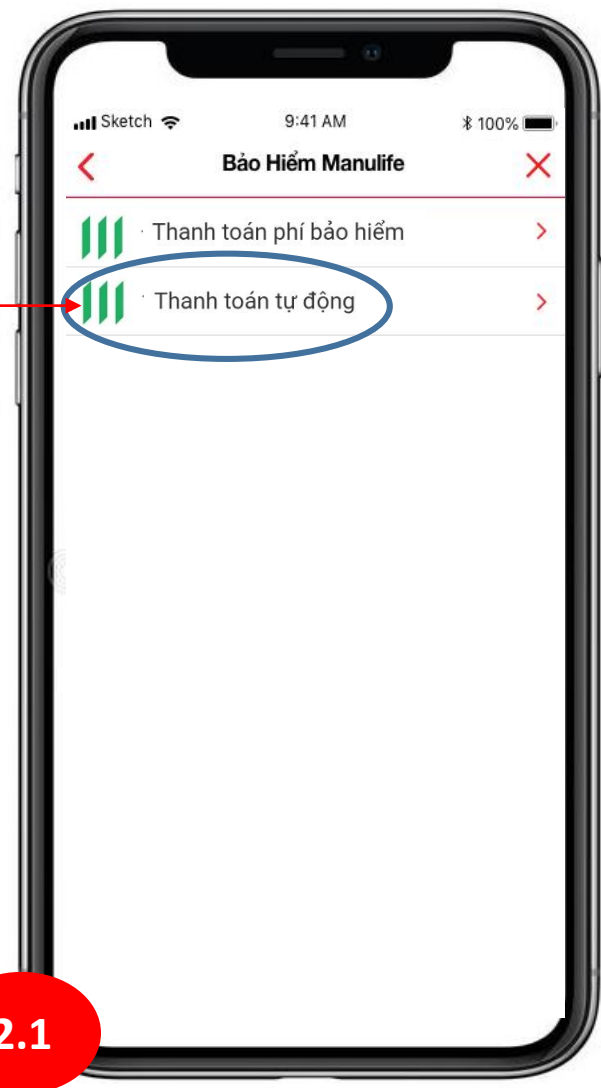 Sketch 9:41 AM 100%
Bảo Hiểm Manulife
Thanh toán phí bảo hiểm
Thanh toán tự động
2.1